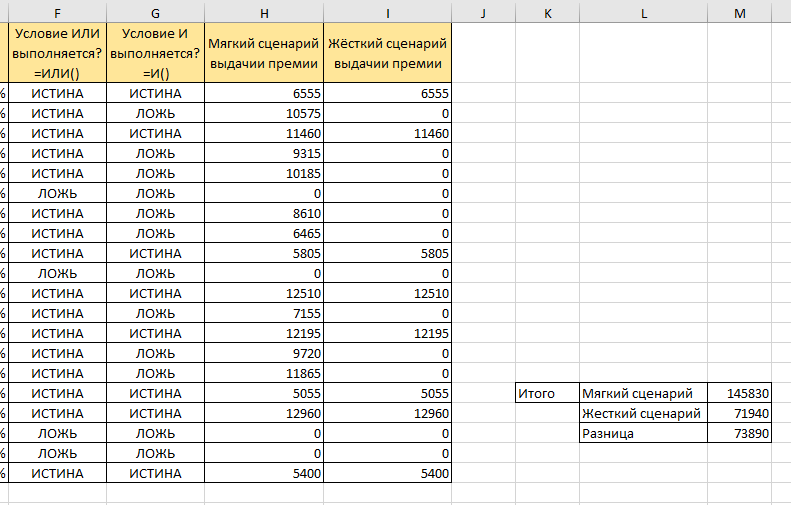 F G H I J K L M
Условие ИЛИ Условие И Мягкий сценарий Жёсткий сценарий
выполняется? выполняется? выдачии премии выдачии премии
=ИЛИ() =И()
% ИСТИНА ИСТИНА 6555 6555
% ИСТИНА ЛОЖЬ 10575 0
% ИСТИНА ИСТИНА 11460 11460
% ИСТИНА ЛОЖЬ 9315 0
% ИСТИНА ЛОЖЬ 10185 0
% ЛОЖЬ ЛОЖЬ 0 0
% ИСТИНА ЛОЖЬ 8610 0
% ИСТИНА ЛОЖЬ 6465 0
% ИСТИНА ИСТИНА 5805 5805
% ЛОЖЬ ЛОЖЬ 0 0
% ИСТИНА ИСТИНА 12510 12510
% ИСТИНА ЛОЖЬ 7155 0
% ИСТИНА ИСТИНА 12195 12195
% ИСТИНА ЛОЖЬ 9720 0
% ИСТИНА ЛОЖЬ 11865 0
% ИСТИНА ИСТИНА 5055 5055 Итого Мягкий сценарий 145830
% ИСТИНА ИСТИНА 12960 12960 Жесткий сценарий 71940
% ЛОЖЬ ЛОЖЬ 0 0 Разница 73890
% ЛОЖЬ ЛОЖЬ 0 0
% ИСТИНА ИСТИНА 5400 5400